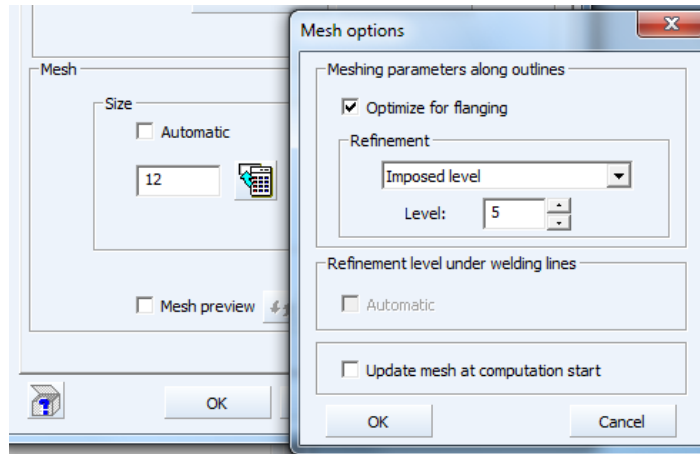 Mesh
Size
Automatic
12
Mesh preview
OK
Mesh options
Meshing parameters along outlines
Optimize for flanging
Refinement
Imposed level
Level: 5
Refinement level under welding lines
Automatic
Update mesh at computation start
OK Cancel